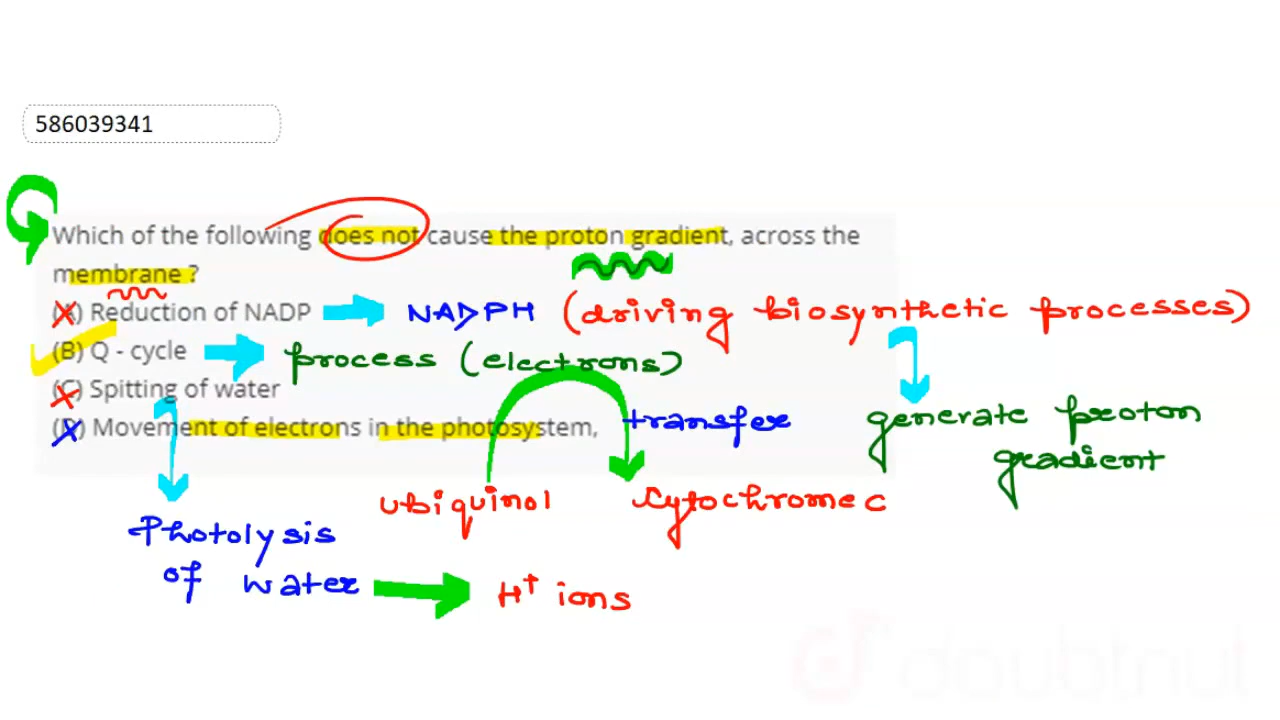 586039341
Which of the following does not cause the proton gradient, across the
membrane ?
(A) Reduction of NADP → NADPH (driving biosynthetic processes)
(B) Q - cycle → process (electrons)
(C) Spitting of water
(D) Movement of electrons in the photosystem, transfer
generate proton
gradient
ubiquinol Cytochrome c
Photolysis
of water → H⁺ ions
doubtnut